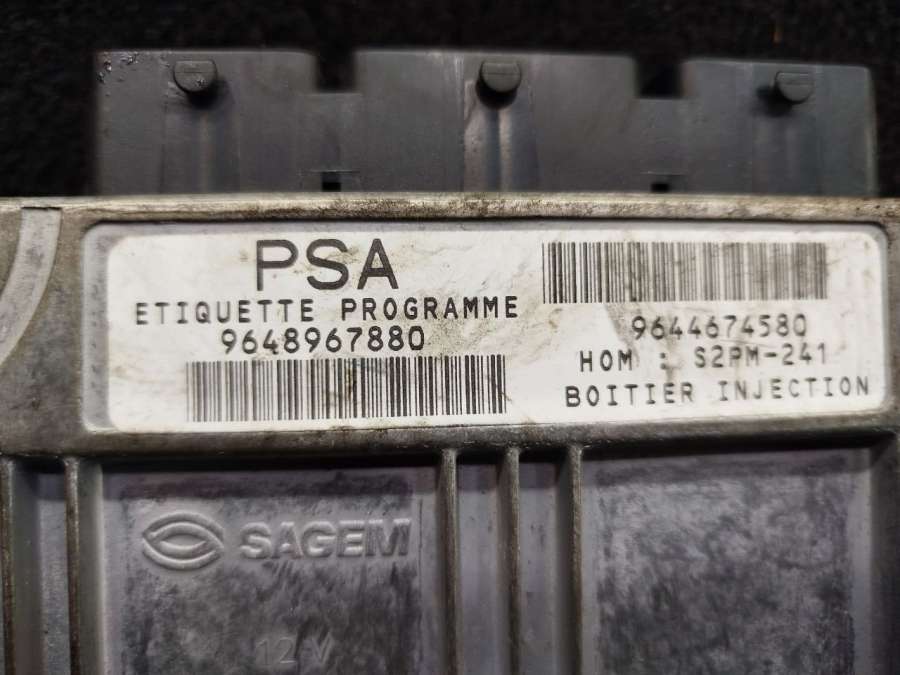 PSA
ETIQUETTE PROGRAMME
9648967880
9644674580
HOM : S2PM-241
BOITIER INJECTION
SAGEM
12 V